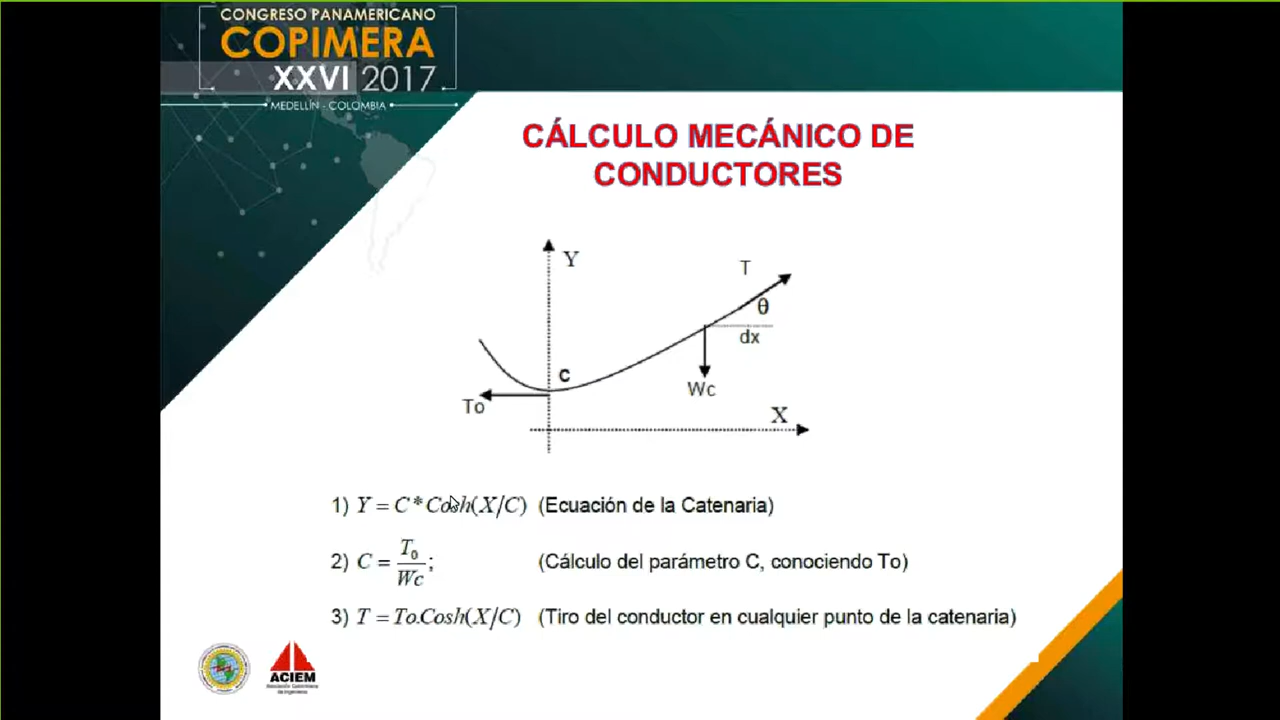 CONGRESO PANAMERICANO
COPIMERA
XXVI 2017
MEDELLÍN - COLOMBIA
CÁLCULO MECÁNICO DE
CONDUCTORES
Y
T
θ
dx
C
Wc
To
X
1) Y = C * Cosh(X/C) (Ecuación de la Catenaria)
2) C = T₀/Wc; (Cálculo del parámetro C, conociendo To)
3) T = To.Cosh(X/C) (Tiro del conductor en cualquier punto de la catenaria)
ACIEM